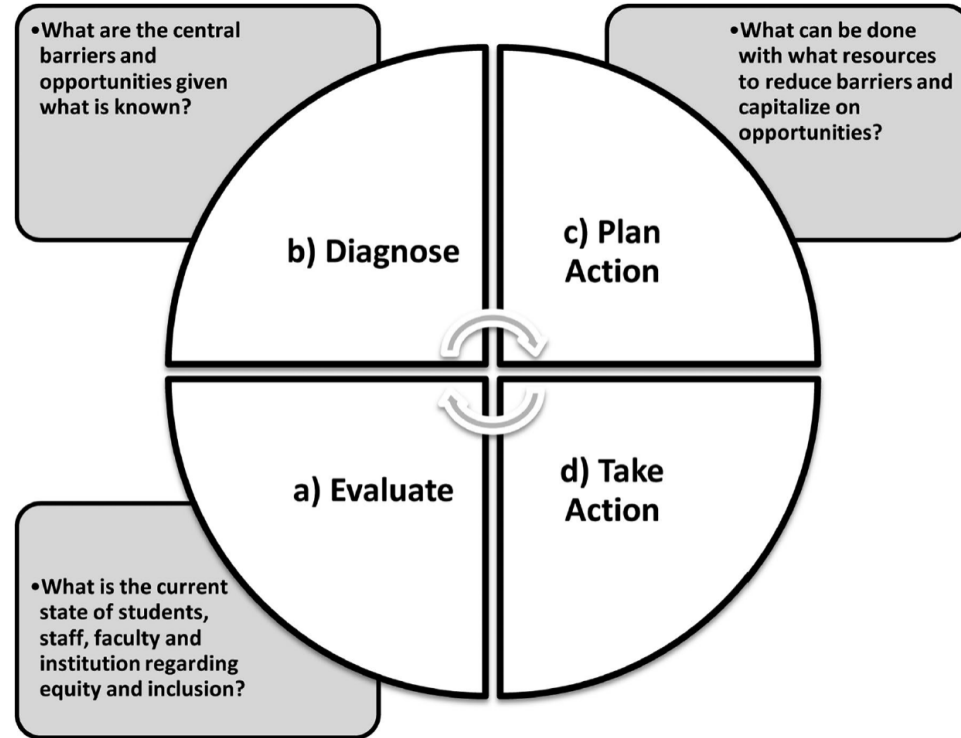 •What are the central
barriers and
opportunities given
what is known?
•What can be done
with what resources
to reduce barriers and
capitalize on
opportunities?
b) Diagnose
c) Plan
Action
a) Evaluate
d) Take
Action
•What is the current
state of students,
staff, faculty and
institution regarding
equity and inclusion?